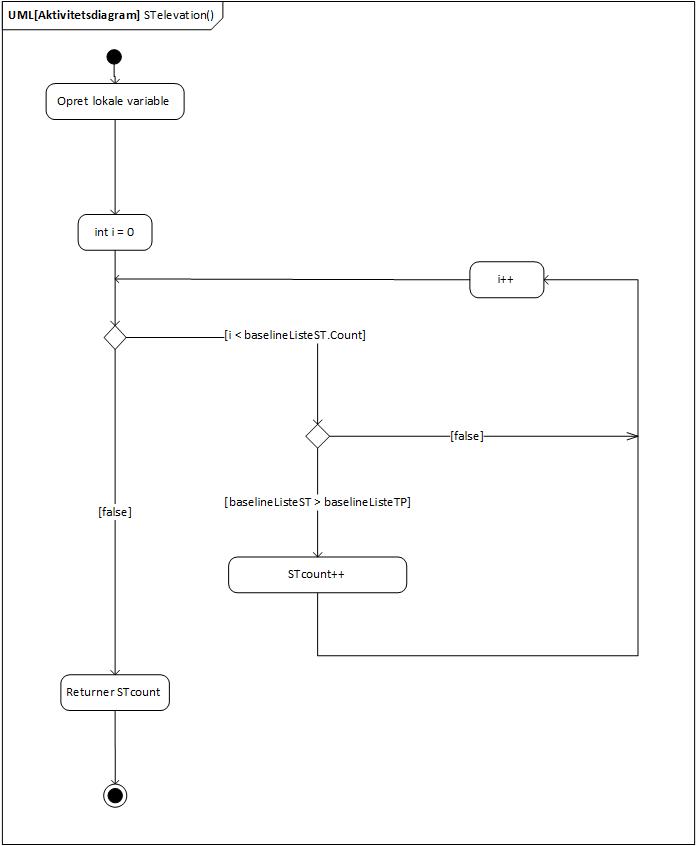 UML[Aktivitetsdiagram] STelevation()
Opret lokale variable
int i = 0
i++
[i < baselineListeST.Count]
[false]
[baselineListeST > baselineListeTP]
[false]
STcount++
Returner STcount